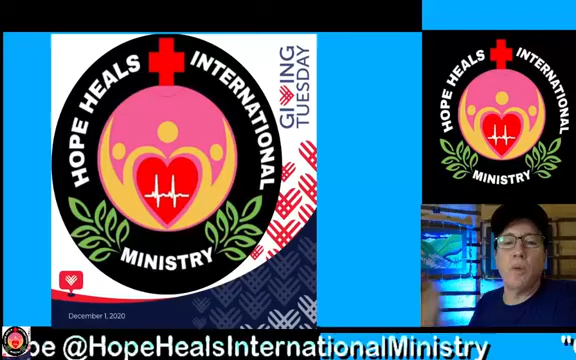 HOPE HEALS INTERNATIONAL
MINISTRY
GIVING
TUESDAY
December 1, 2020
HOPE HEALS INTERNATIONAL
MINISTRY
be @HopeHealsInternationalMinistry "